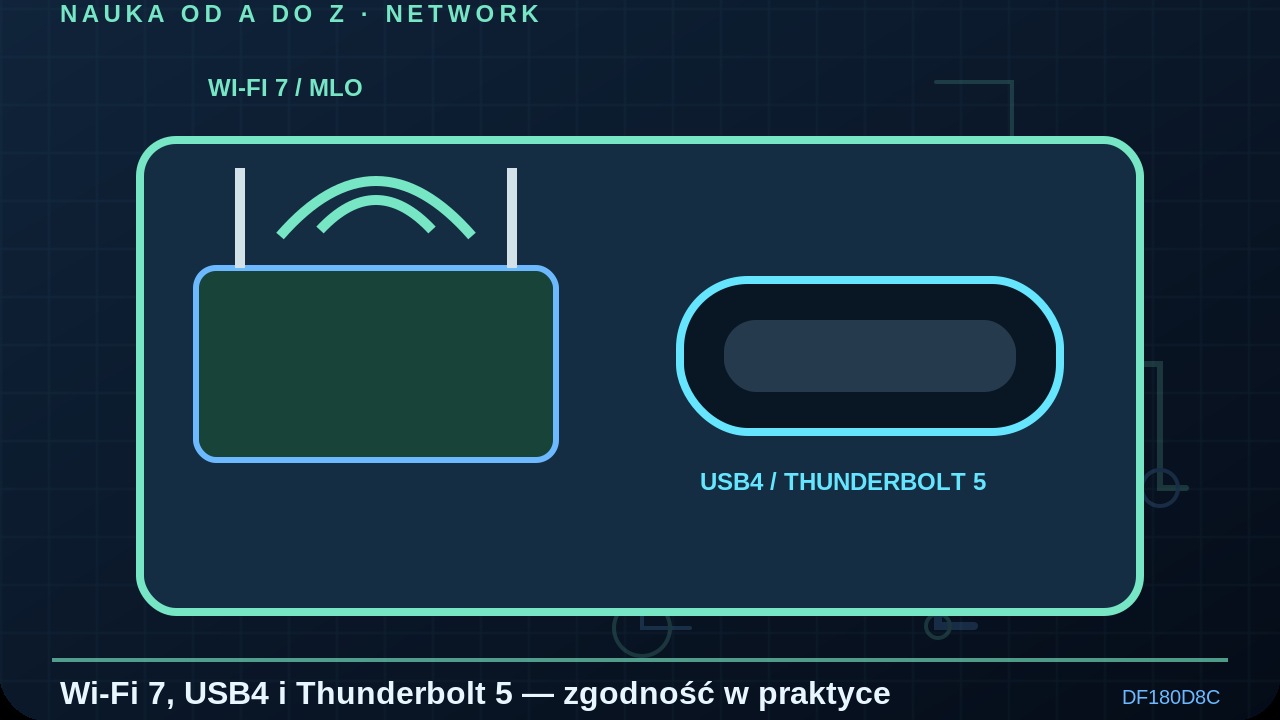 NAUKA OD A DO Z · NETWORK
WI-FI 7 / MLO
USB4 / THUNDERBOLT 5
Wi-Fi 7, USB4 i Thunderbolt 5 — zgodność w praktyce
DF180D8C